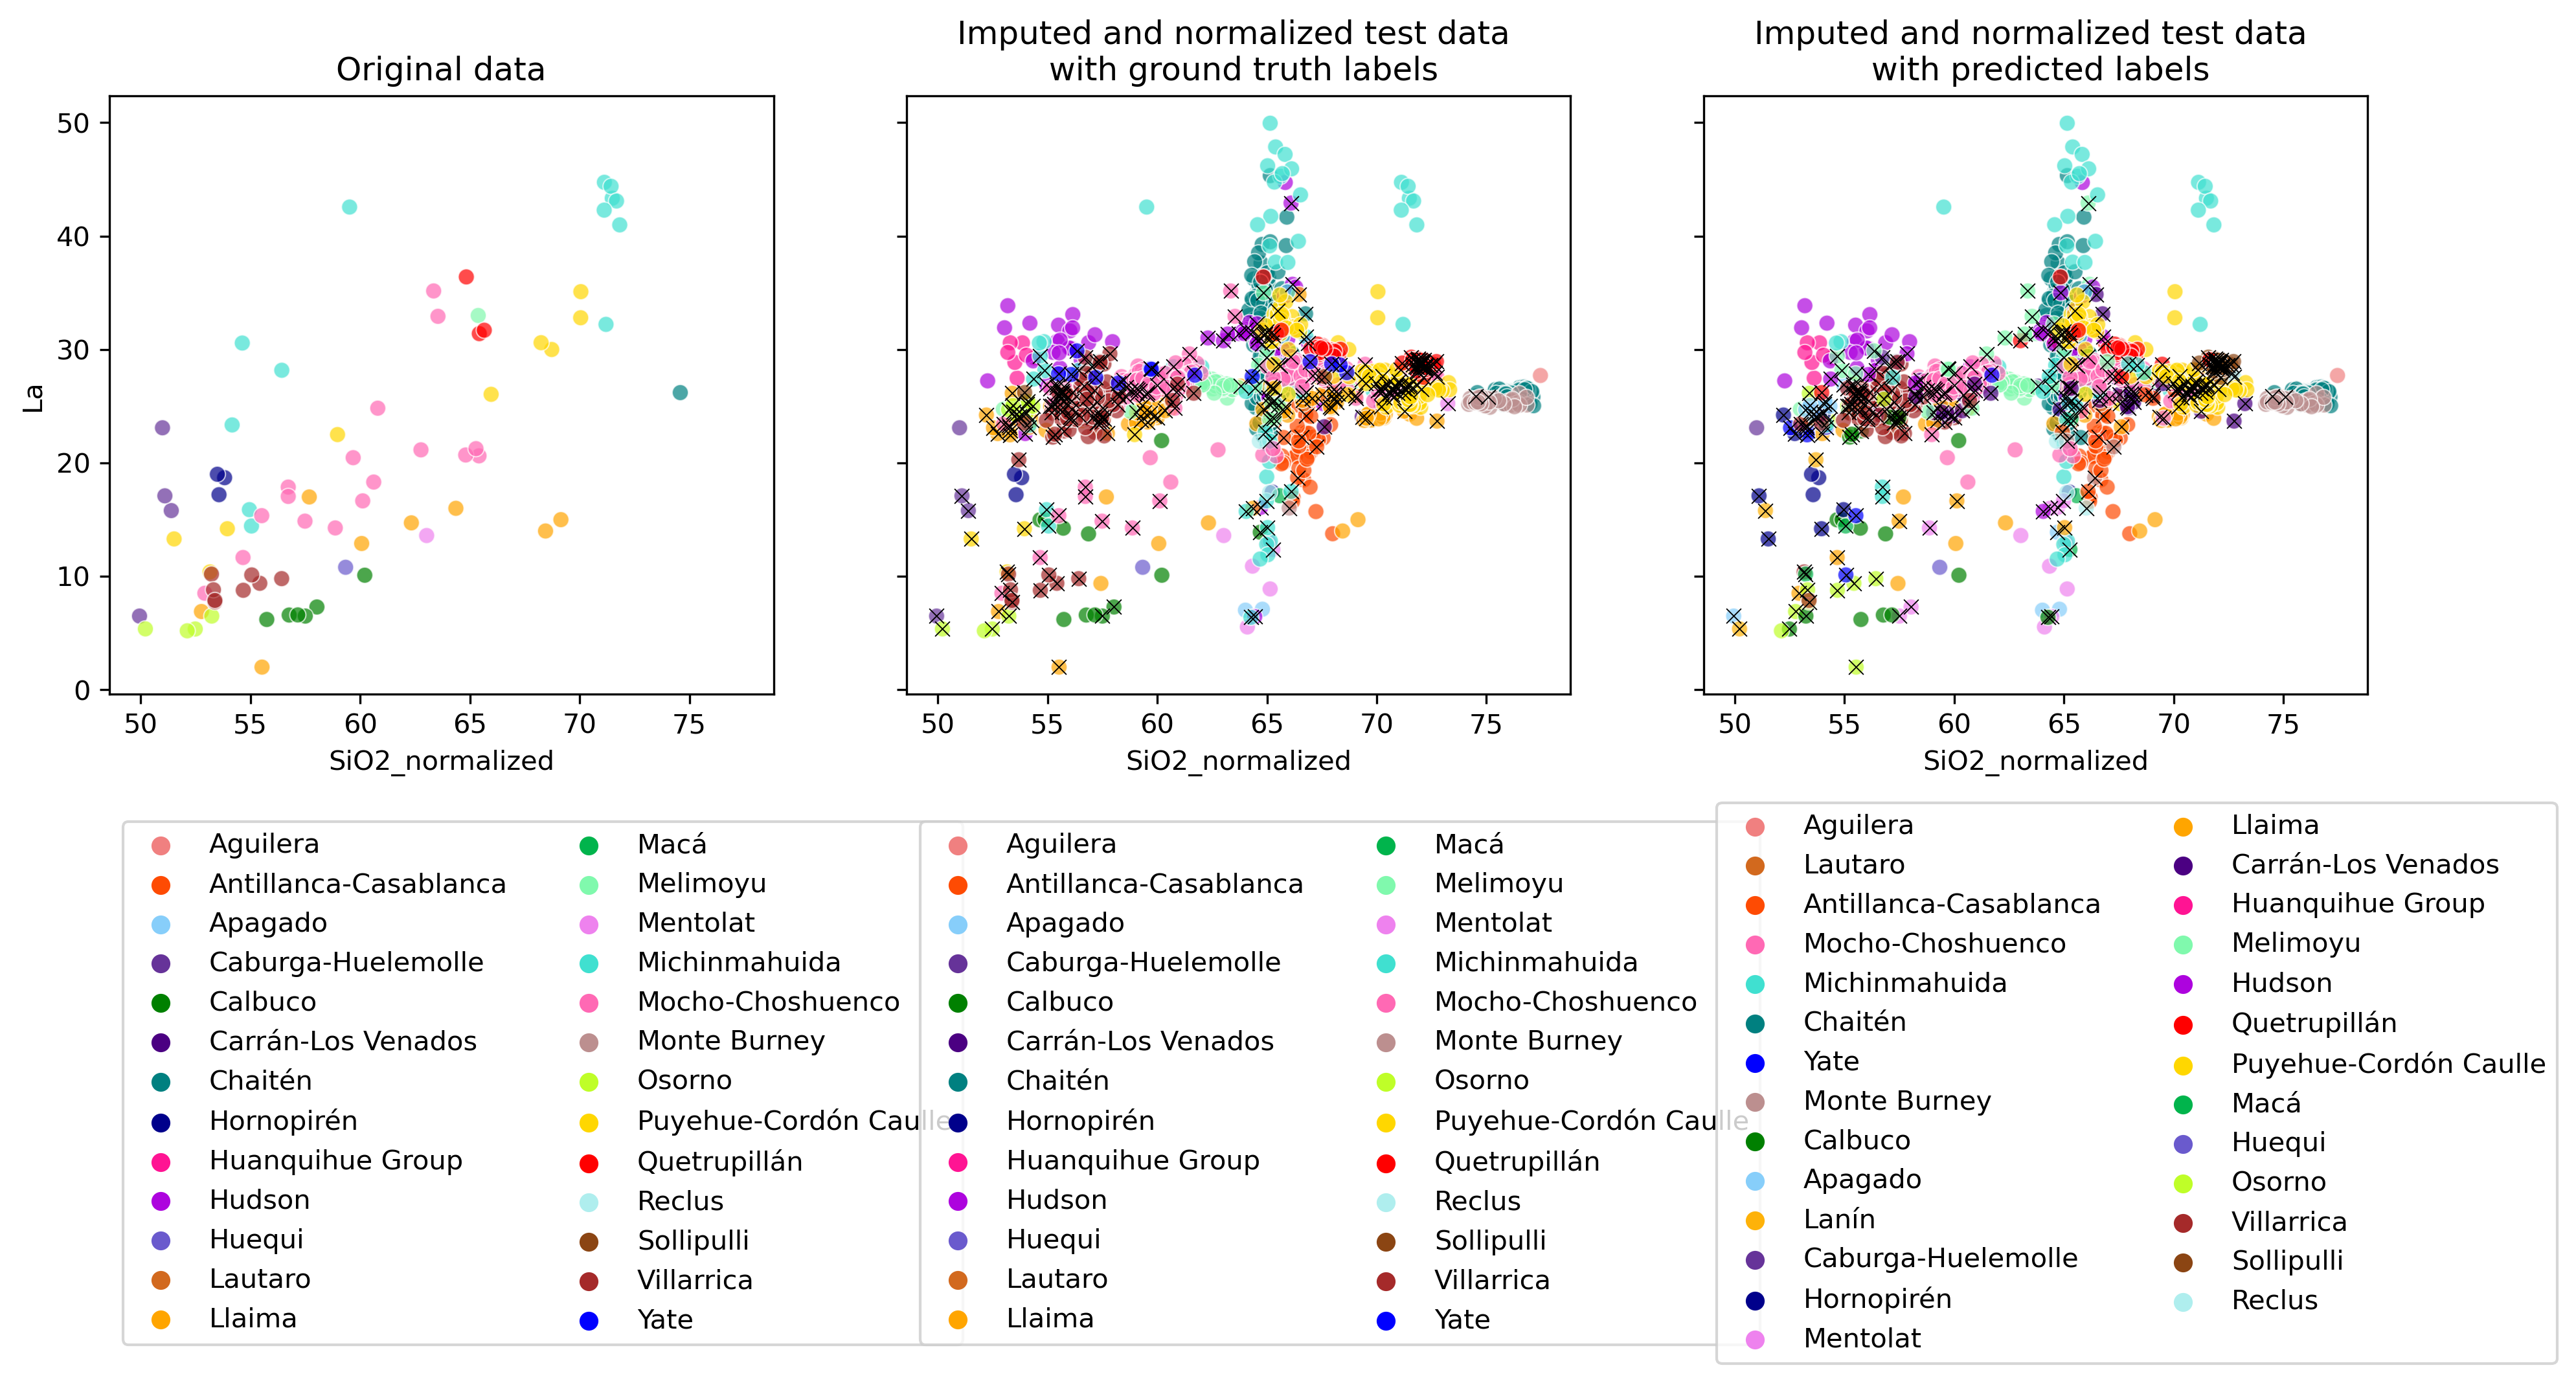 Original data
Imputed and normalized test data
with ground truth labels
Imputed and normalized test data
with predicted labels
La
50
40
30
20
10
0
50 55 60 65 70 75
SiO2_normalized
50 55 60 65 70 75
SiO2_normalized
50 55 60 65 70 75
SiO2_normalized
Aguilera
Antillanca-Casablanca
Apagado
Caburga-Huelemolle
Calbuco
Carrán-Los Venados
Chaitén
Hornopirén
Huanquihue Group
Hudson
Huequi
Lautaro
Llaima
Macá
Melimoyu
Mentolat
Michinmahuida
Mocho-Choshuenco
Monte Burney
Osorno
Puyehue-Cordón Caulle
Quetrupillán
Reclus
Sollipulli
Villarrica
Yate
Aguilera
Antillanca-Casablanca
Apagado
Caburga-Huelemolle
Calbuco
Carrán-Los Venados
Chaitén
Hornopirén
Huanquihue Group
Hudson
Huequi
Lautaro
Llaima
Macá
Melimoyu
Mentolat
Michinmahuida
Mocho-Choshuenco
Monte Burney
Osorno
Puyehue-Cordón Caulle
Quetrupillán
Reclus
Sollipulli
Villarrica
Yate
Aguilera
Lautaro
Antillanca-Casablanca
Mocho-Choshuenco
Michinmahuida
Chaitén
Yate
Monte Burney
Calbuco
Apagado
Lanín
Caburga-Huelemolle
Hornopirén
Mentolat
Llaima
Carrán-Los Venados
Huanquihue Group
Melimoyu
Hudson
Quetrupillán
Puyehue-Cordón Caulle
Macá
Huequi
Osorno
Villarrica
Sollipulli
Reclus